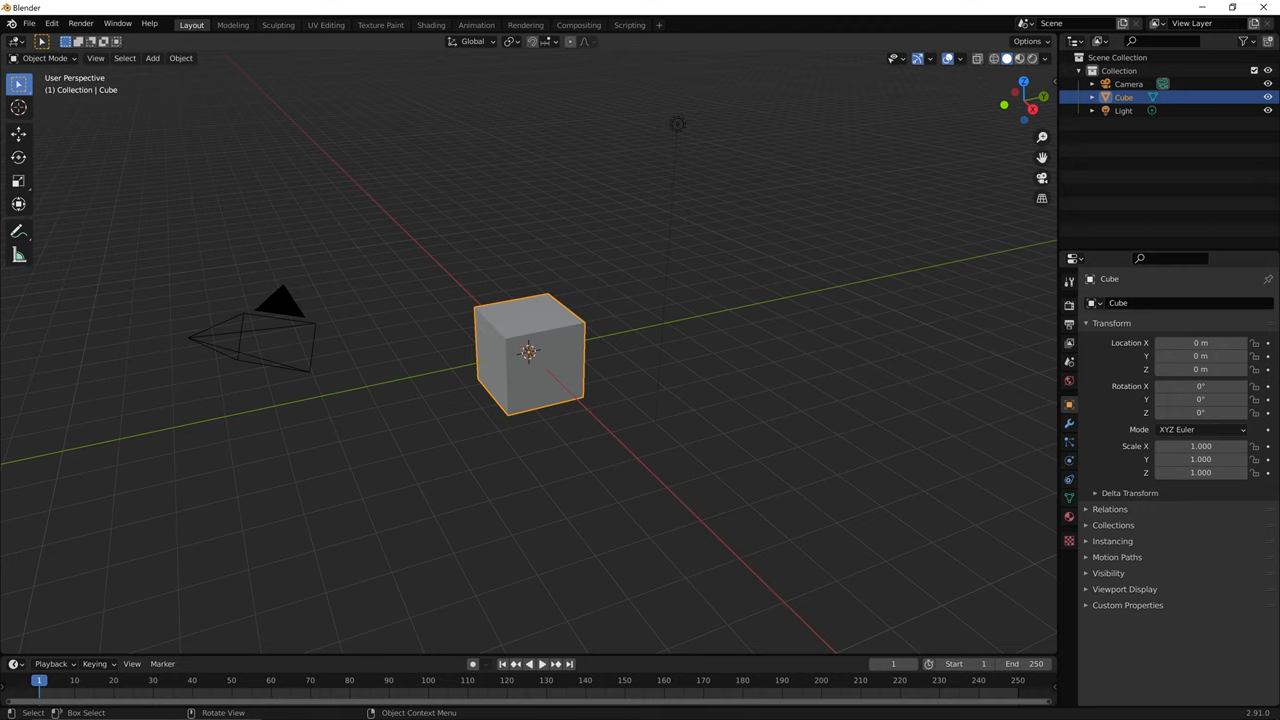 Blender
File Edit Render Window Help Layout Modeling Sculpting UV Editing Texture Paint Shading Animation Rendering Compositing Scripting + Scene View Layer
Global Options
Object Mode View Select Add Object
User Perspective
(1) Collection | Cube
Z
Y
X
Scene Collection
Collection
Camera
Cube
Light
Cube
Cube
Transform
Location X 0 m
Y 0 m
Z 0 m
Rotation X 0°
Y 0°
Z 0°
Mode XYZ Euler
Scale X 1.000
Y 1.000
Z 1.000
Delta Transform
Relations
Collections
Instancing
Motion Paths
Visibility
Viewport Display
Custom Properties
Playback Keying View Marker 1 Start 1 End 250
1 10 20 30 40 50 60 70 80 90 100 110 120 130 140 150 160 170 180 190 200 210 220 230 240 250
Select Box Select Rotate View Object Context Menu 2.91.0